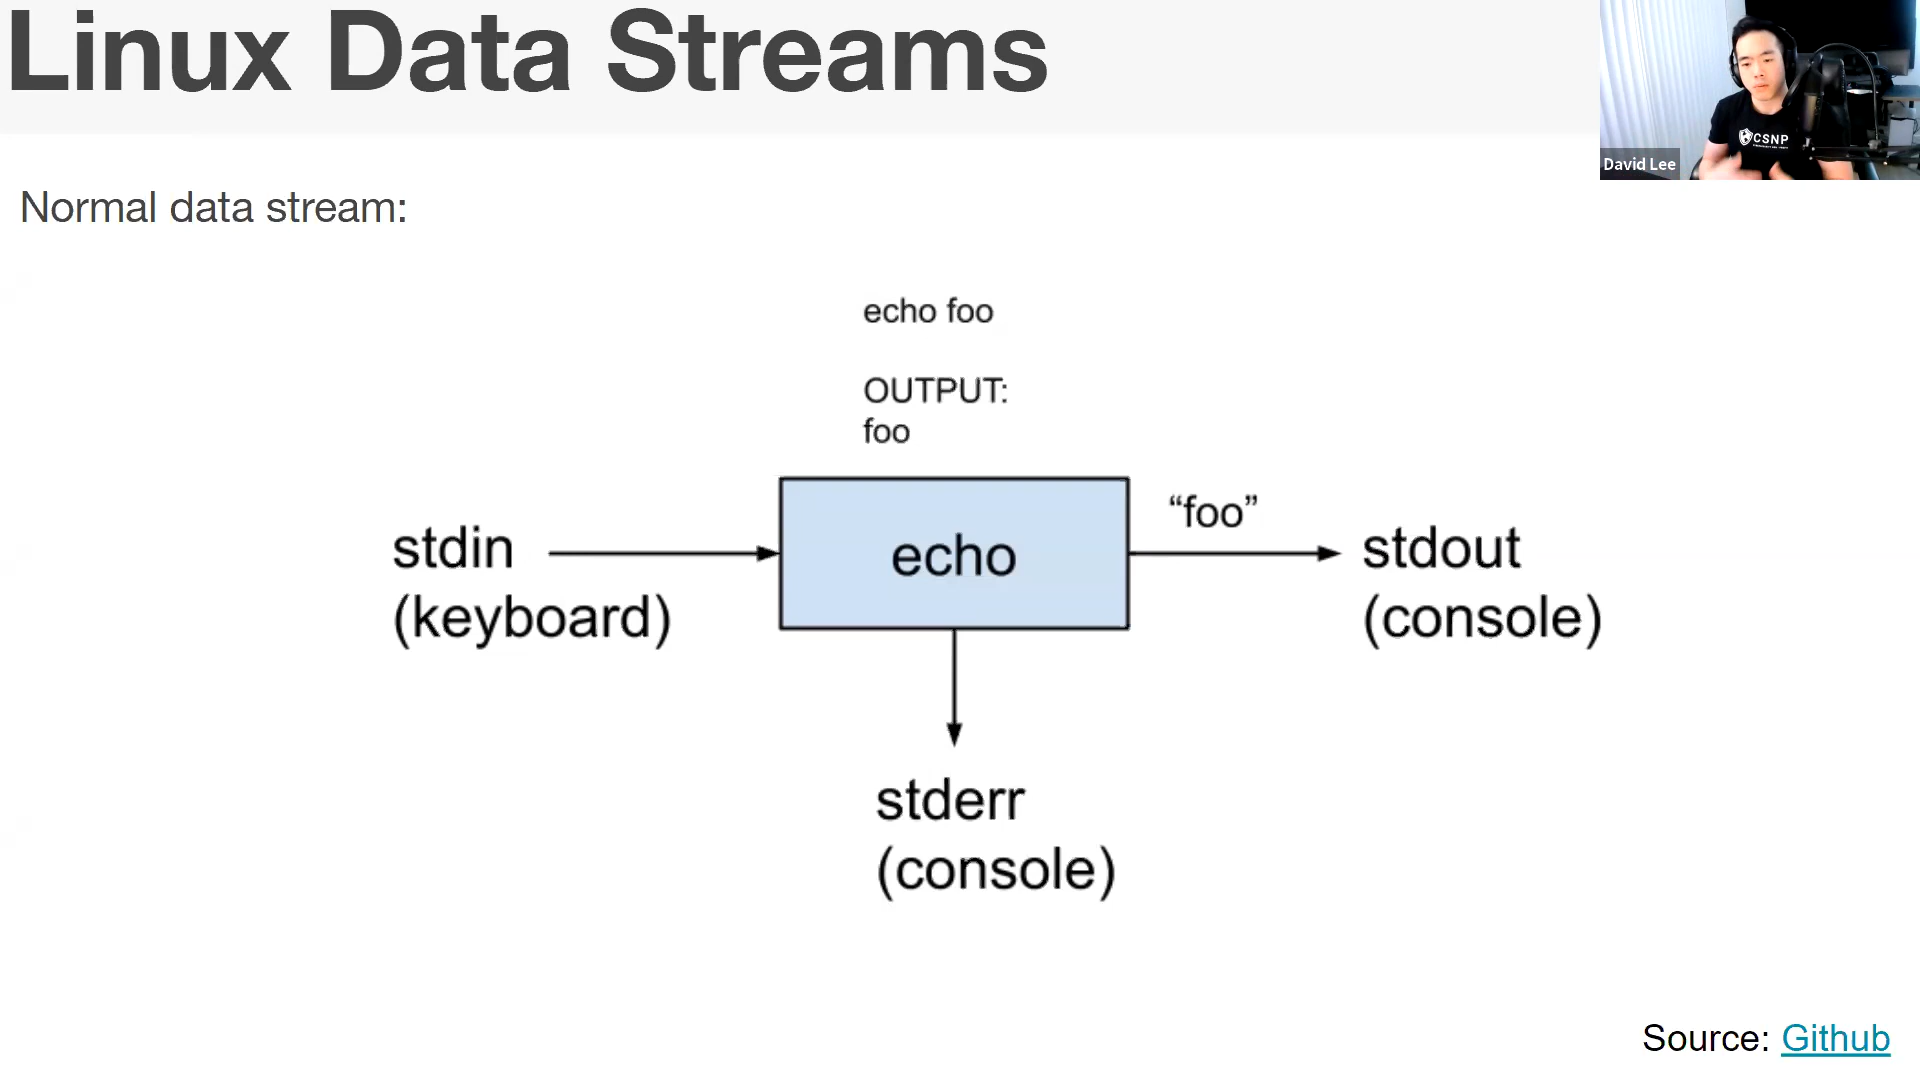 Linux Data Streams
CSNP
David Lee
Normal data stream:
echo foo
OUTPUT:
foo
“foo”
stdin
(keyboard)
echo
stdout
(console)
stderr
(console)
Source: Github